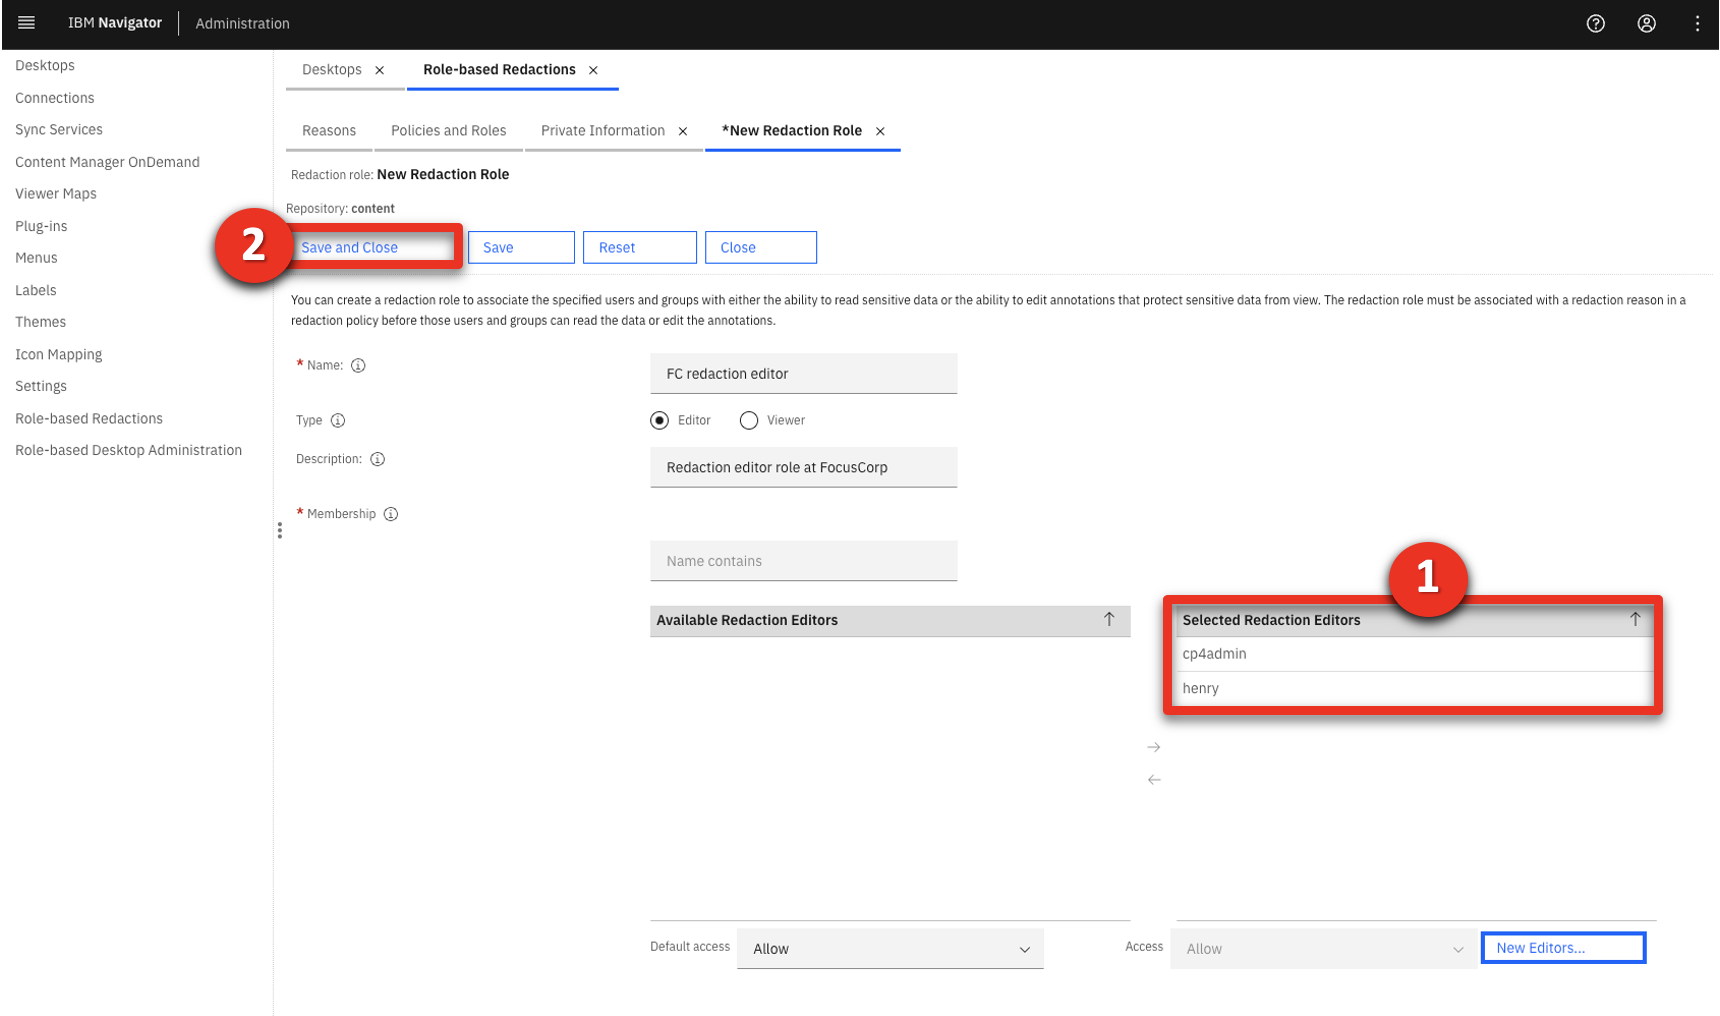 IBM Navigator Administration
Desktops
Connections
Sync Services
Content Manager OnDemand
Viewer Maps
Plug-ins
Menus
Labels
Themes
Icon Mapping
Settings
Role-based Redactions
Role-based Desktop Administration
Desktops Role-based Redactions
Reasons Policies and Roles Private Information *New Redaction Role
Redaction role: New Redaction Role
Repository: content
2 Save and Close Save Reset Close
You can create a redaction role to associate the specified users and groups with either the ability to read sensitive data or the ability to edit annotations that protect sensitive data from view. The redaction role must be associated with a redaction reason in a
redaction policy before those users and groups can read the data or edit the annotations.
* Name: FC redaction editor
Type Editor Viewer
Description: Redaction editor role at FocusCorp
* Membership
Name contains
1
Available Redaction Editors Selected Redaction Editors
cp4admin
henry
Default access Allow Access Allow New Editors...